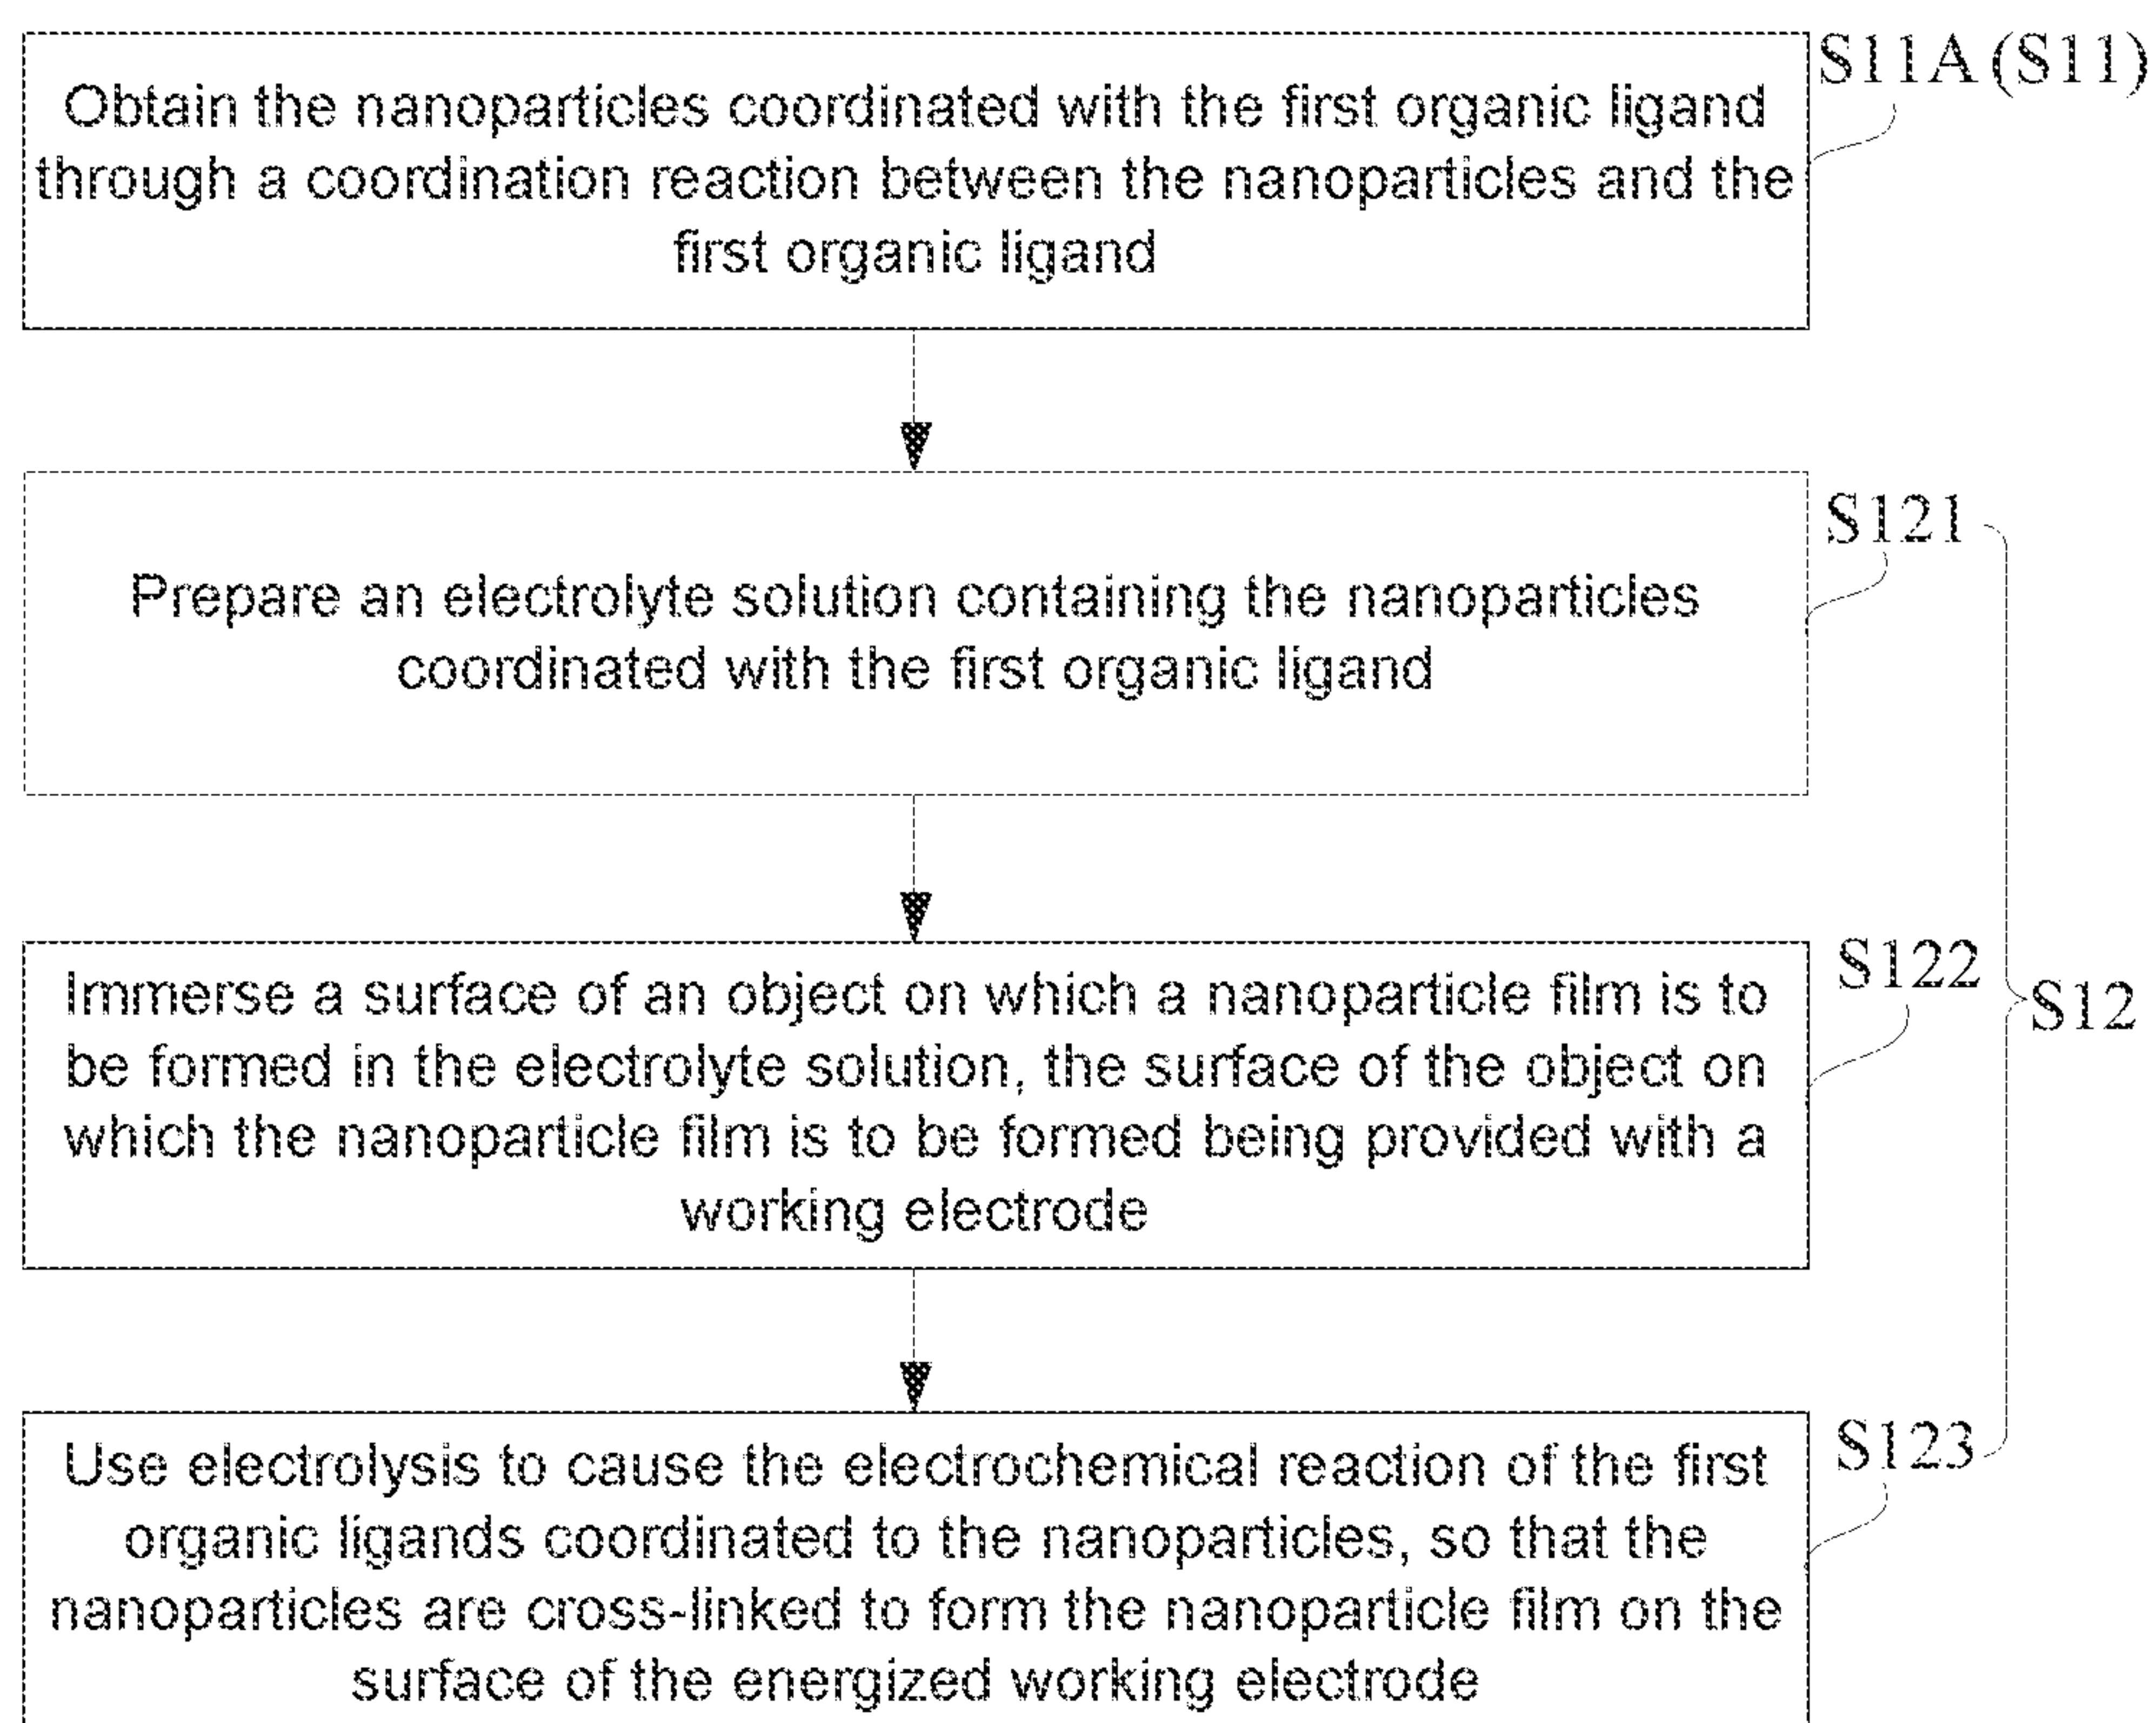 S11A (S11)
Obtain the nanoparticles coordinated with the first organic ligand
through a coordination reaction between the nanoparticles and the
first organic ligand
S121
Prepare an electrolyte solution containing the nanoparticles
coordinated with the first organic ligand
S122
Immerse a surface of an object on which a nanoparticle film is to
be formed in the electrolyte solution, the surface of the object on
which the nanoparticle film is to be formed being provided with a
working electrode
S12
S123
Use electrolysis to cause the electrochemical reaction of the first
organic ligands coordinated to the nanoparticles, so that the
nanoparticles are cross-linked to form the nanoparticle film on the
surface of the energized working electrode